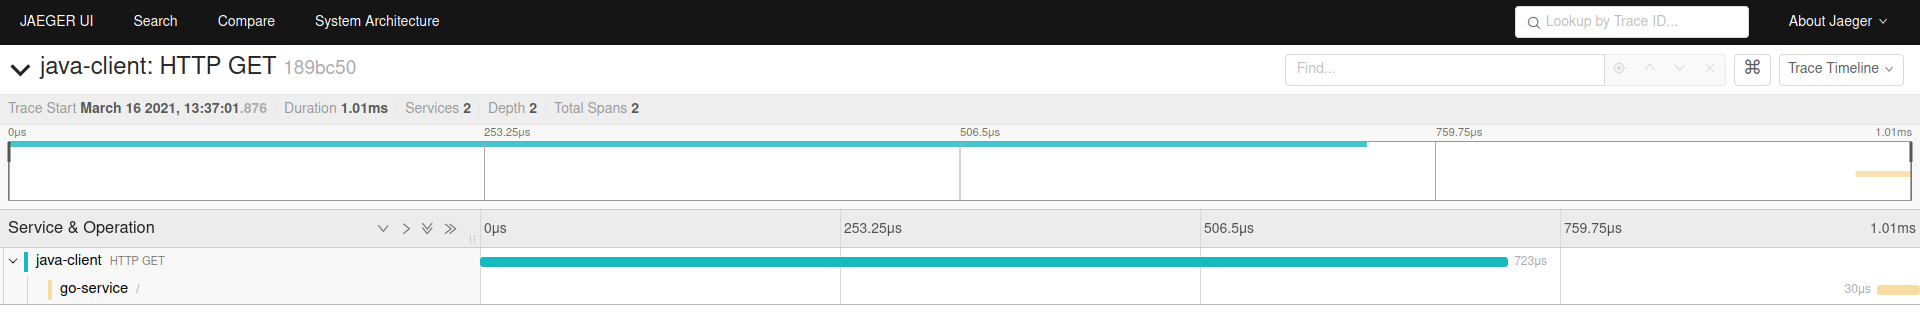 JAEGER UI Search Compare System Architecture Lookup by Trace ID... About Jaeger
java-client: HTTP GET 189bc50 Find... ⌘ Trace Timeline
Trace Start March 16 2021, 13:37:01.876 Duration 1.01ms Services 2 Depth 2 Total Spans 2
0μs 253.25μs 506.5μs 759.75μs 1.01ms
Service & Operation 0μs 253.25μs 506.5μs 759.75μs 1.01ms
java-client HTTP GET 723μs
go-service / 30μs